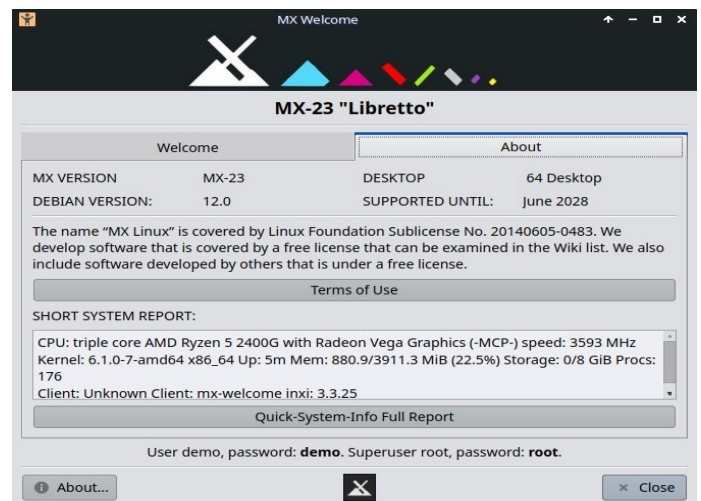 MX Welcome
MX-23 "Libretto"
Welcome About
MX VERSION MX-23 DESKTOP 64 Desktop
DEBIAN VERSION: 12.0 SUPPORTED UNTIL: June 2028
The name “MX Linux” is covered by Linux Foundation Sublicense No. 20140605-0483. We
develop software that is covered by a free license that can be examined in the Wiki list. We also
include software developed by others that is under a free license.
Terms of Use
SHORT SYSTEM REPORT:
CPU: triple core AMD Ryzen 5 2400G with Radeon Vega Graphics (-MCP-) speed: 3593 MHz
Kernel: 6.1.0-7-amd64 x86_64 Up: 5m Mem: 880.9/3911.3 MiB (22.5%) Storage: 0/8 GiB Procs:
176
Client: Unknown Client: mx-welcome inxi: 3.3.25
Quick-System-Info Full Report
User demo, password: demo. Superuser root, password: root.
About... Close